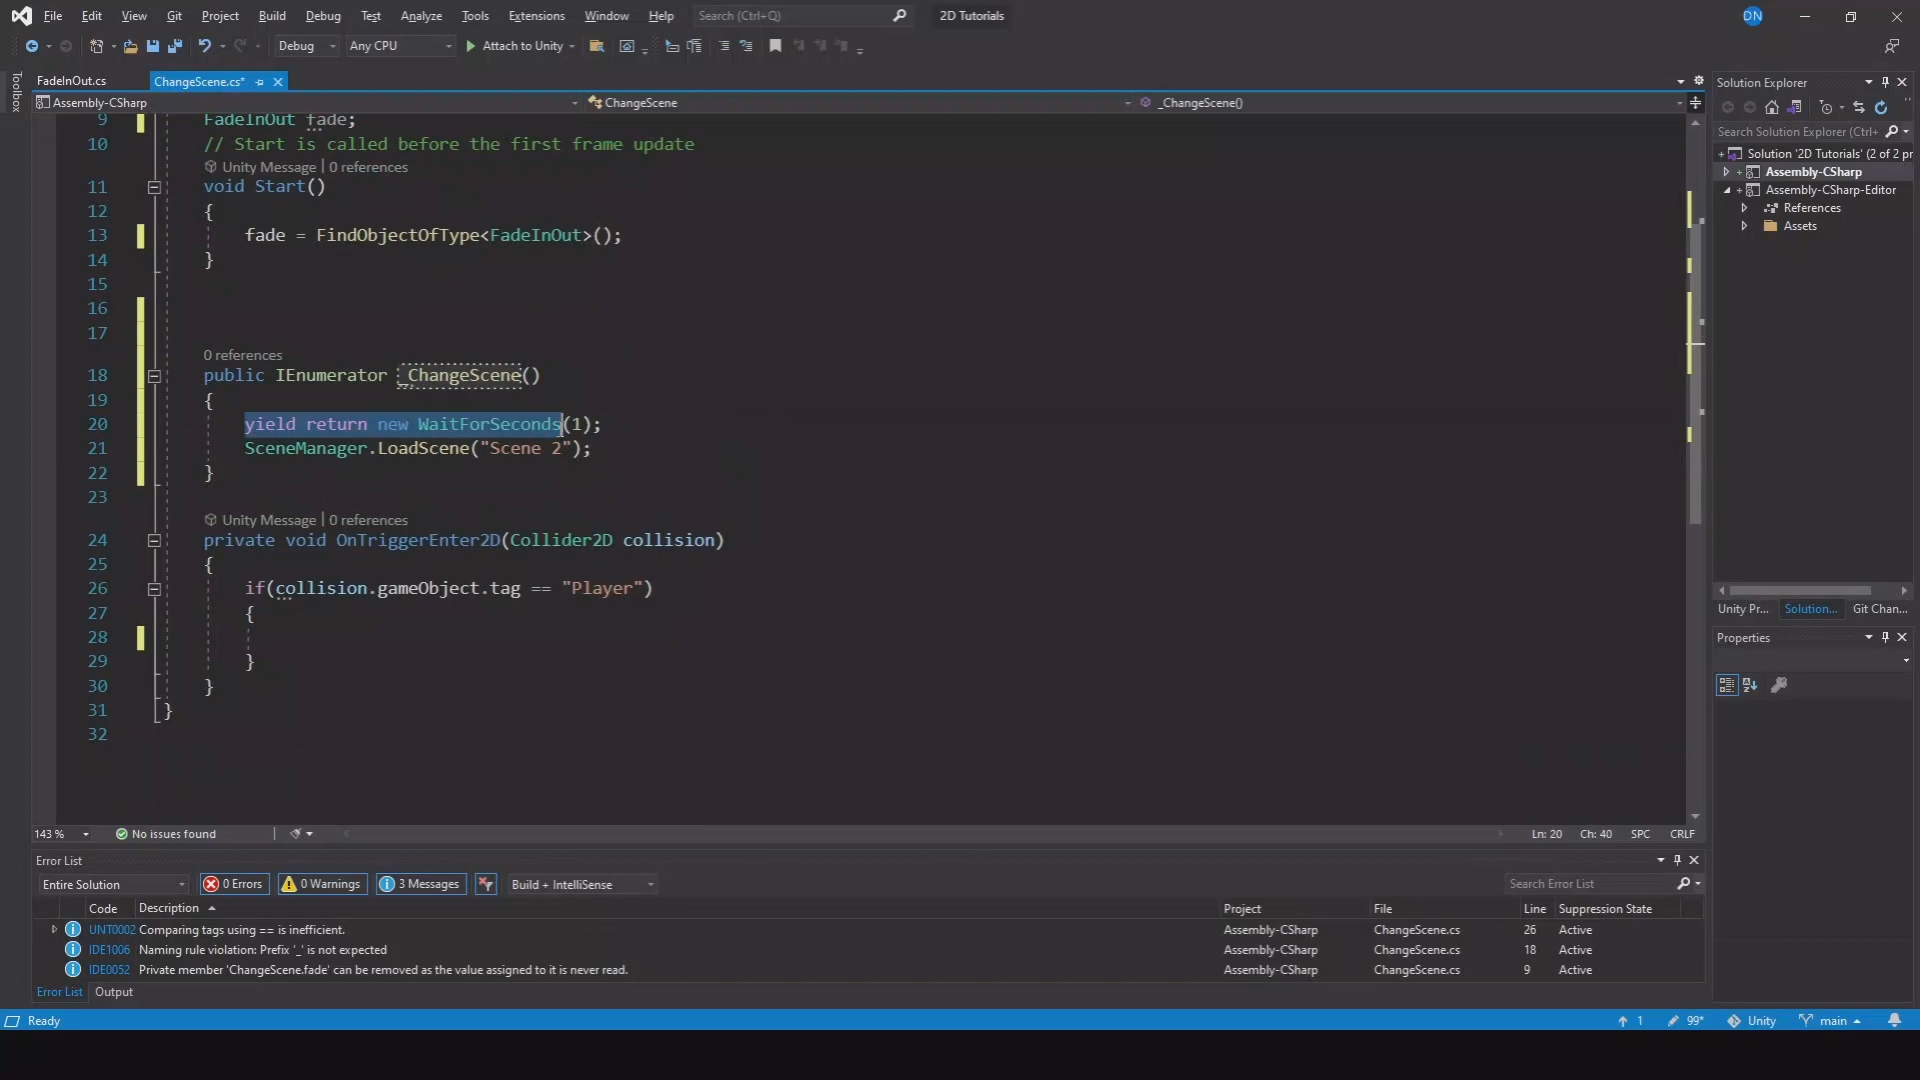 File Edit View Git Project Build Debug Test Analyze Tools Extensions Window Help Search (Ctrl+Q) 2D Tutorials DN
Debug Any CPU Attach to Unity
Toolbox
FadeInOut.cs ChangeScene.cs*
Assembly-CSharp ChangeScene _ChangeScene()
9 FadeInOut fade;
10 // Start is called before the first frame update
Unity Message | 0 references
11 void Start()
12 {
13 fade = FindObjectOfType<FadeInOut>();
14 }
15
16
17
0 references
18 public IEnumerator _ChangeScene()
19 {
20 yield return new WaitForSeconds(1);
21 SceneManager.LoadScene("Scene 2");
22 }
23
Unity Message | 0 references
24 private void OnTriggerEnter2D(Collider2D collision)
25 {
26 if(collision.gameObject.tag == "Player")
27 {
28
29 }
30 }
31 }
32
143 % No issues found Ln: 20 Ch: 40 SPC CRLF
Error List
Entire Solution 0 Errors 0 Warnings 3 Messages Build + IntelliSense Search Error List
Code Description Project File Line Suppression State
UNT0002 Comparing tags using == is inefficient. Assembly-CSharp ChangeScene.cs 26 Active
IDE1006 Naming rule violation: Prefix '_' is not expected Assembly-CSharp ChangeScene.cs 18 Active
IDE0052 Private member 'ChangeScene.fade' can be removed as the value assigned to it is never read. Assembly-CSharp ChangeScene.cs 9 Active
Error List Output
Solution Explorer
Search Solution Explorer (Ctrl+
Solution '2D Tutorials' (2 of 2 pr
Assembly-CSharp
Assembly-CSharp-Editor
References
Assets
Unity Pr... Solution... Git Chan...
Properties
Ready 1 99* Unity main